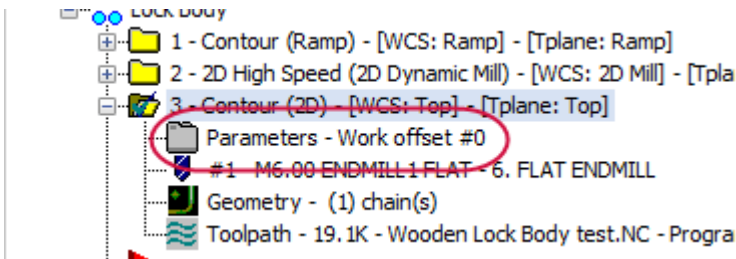 Lock Body
1 - Contour (Ramp) - [WCS: Ramp] - [Tplane: Ramp]
2 - 2D High Speed (2D Dynamic Mill) - [WCS: 2D Mill] - [Tpla
3 - Contour (2D) - [WCS: Top] - [Tplane: Top]
Parameters - Work offset #0
#1 - M6.00 ENDMILL1 FLAT - 6. FLAT ENDMILL
Geometry - (1) chain(s)
Toolpath - 19.1K - Wooden Lock Body test.NC - Progra